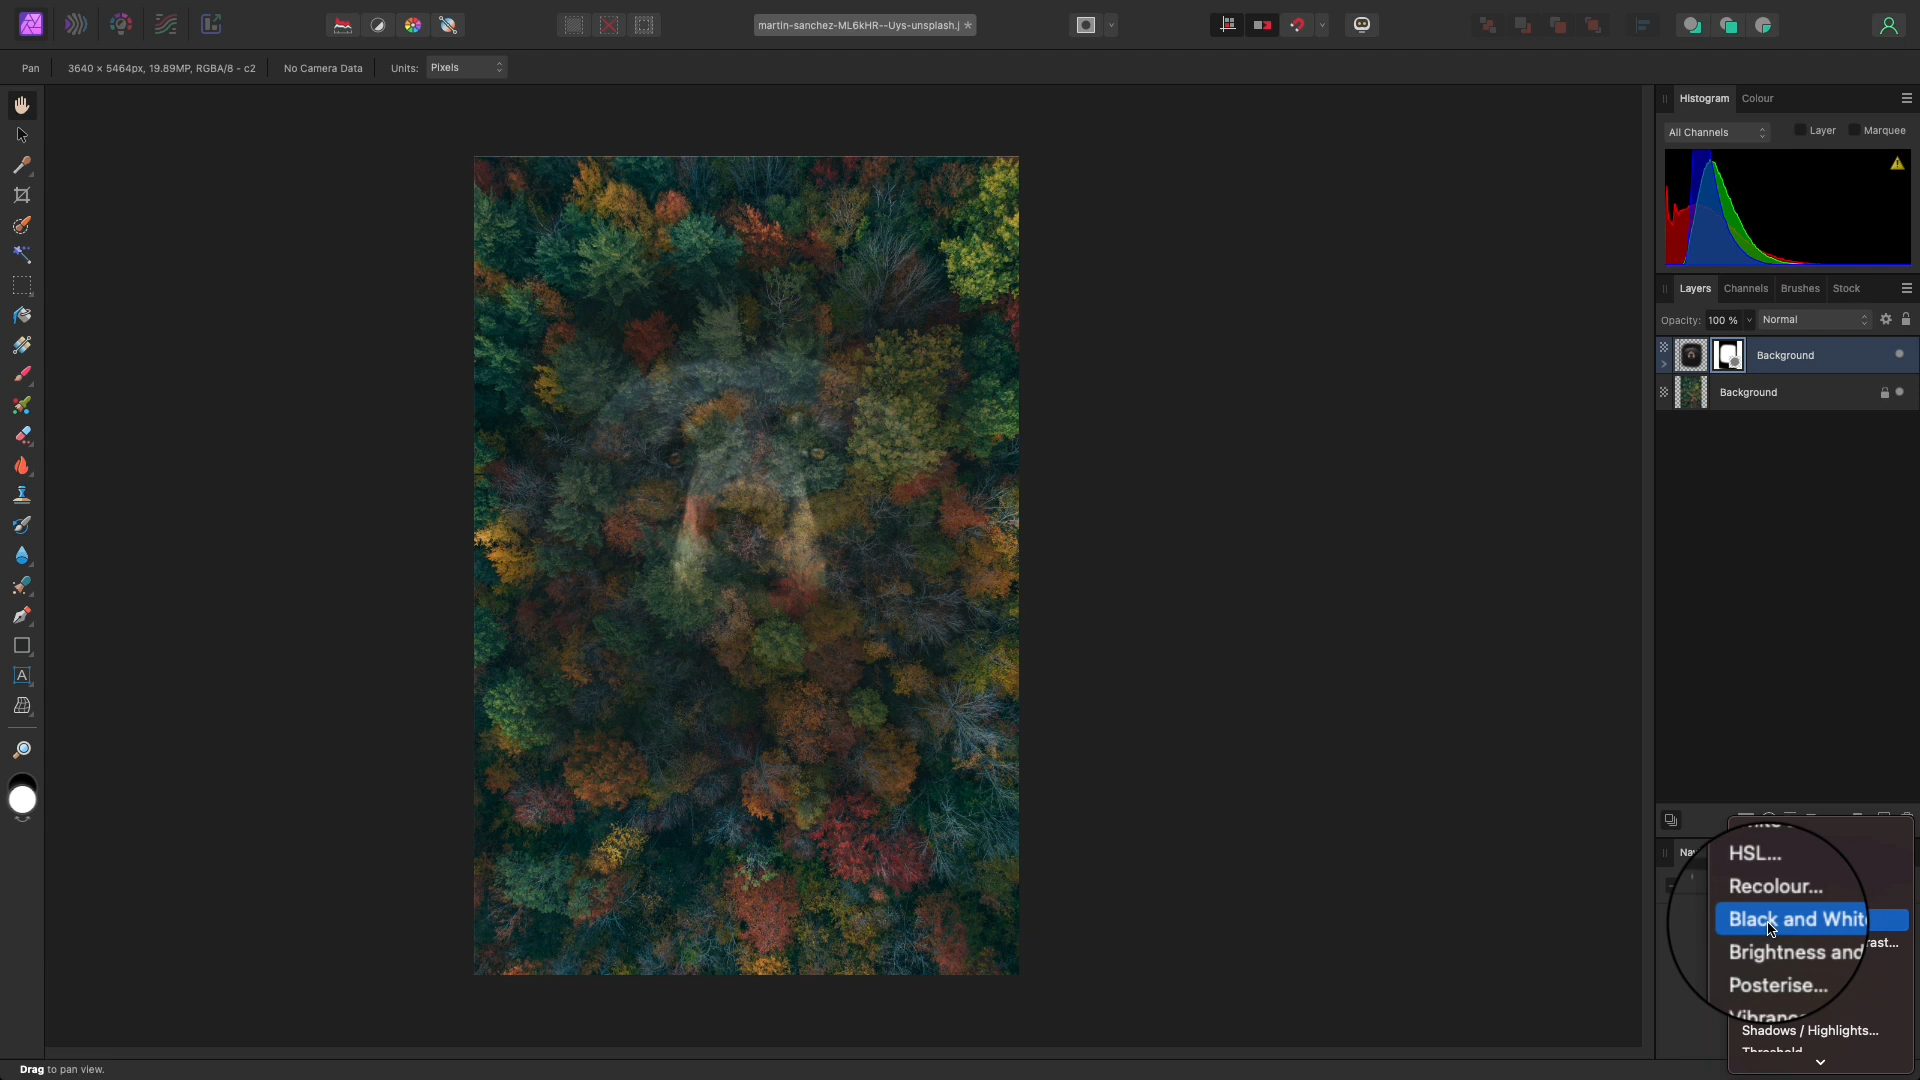 martin-sanchez-ML6kHR--Uys-unsplash.j *
Pan
3640 × 5464px, 19.89MP, RGBA/8 - c2
No Camera Data
Units:
Pixels
Histogram
Colour
All Channels
Layer
Marquee
Layers
Channels
Brushes
Stock
Opacity:
100 %
Normal
Background
Background
HSL...
Recolour...
Black and White
Brightness and
rast...
Posterise...
Shadows / Highlights...
A
Drag to pan view.